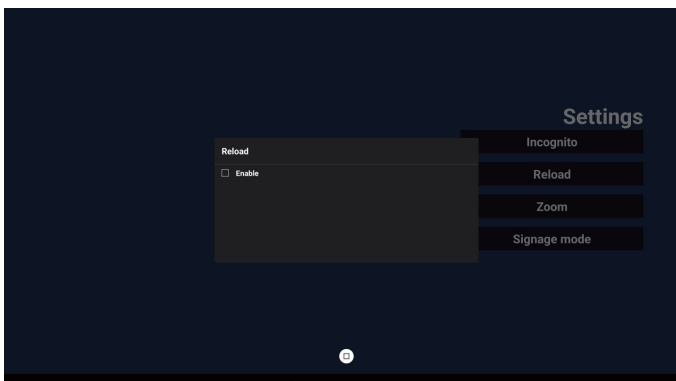 Settings
Incognito
Reload
Enable
Reload
Zoom
Signage mode